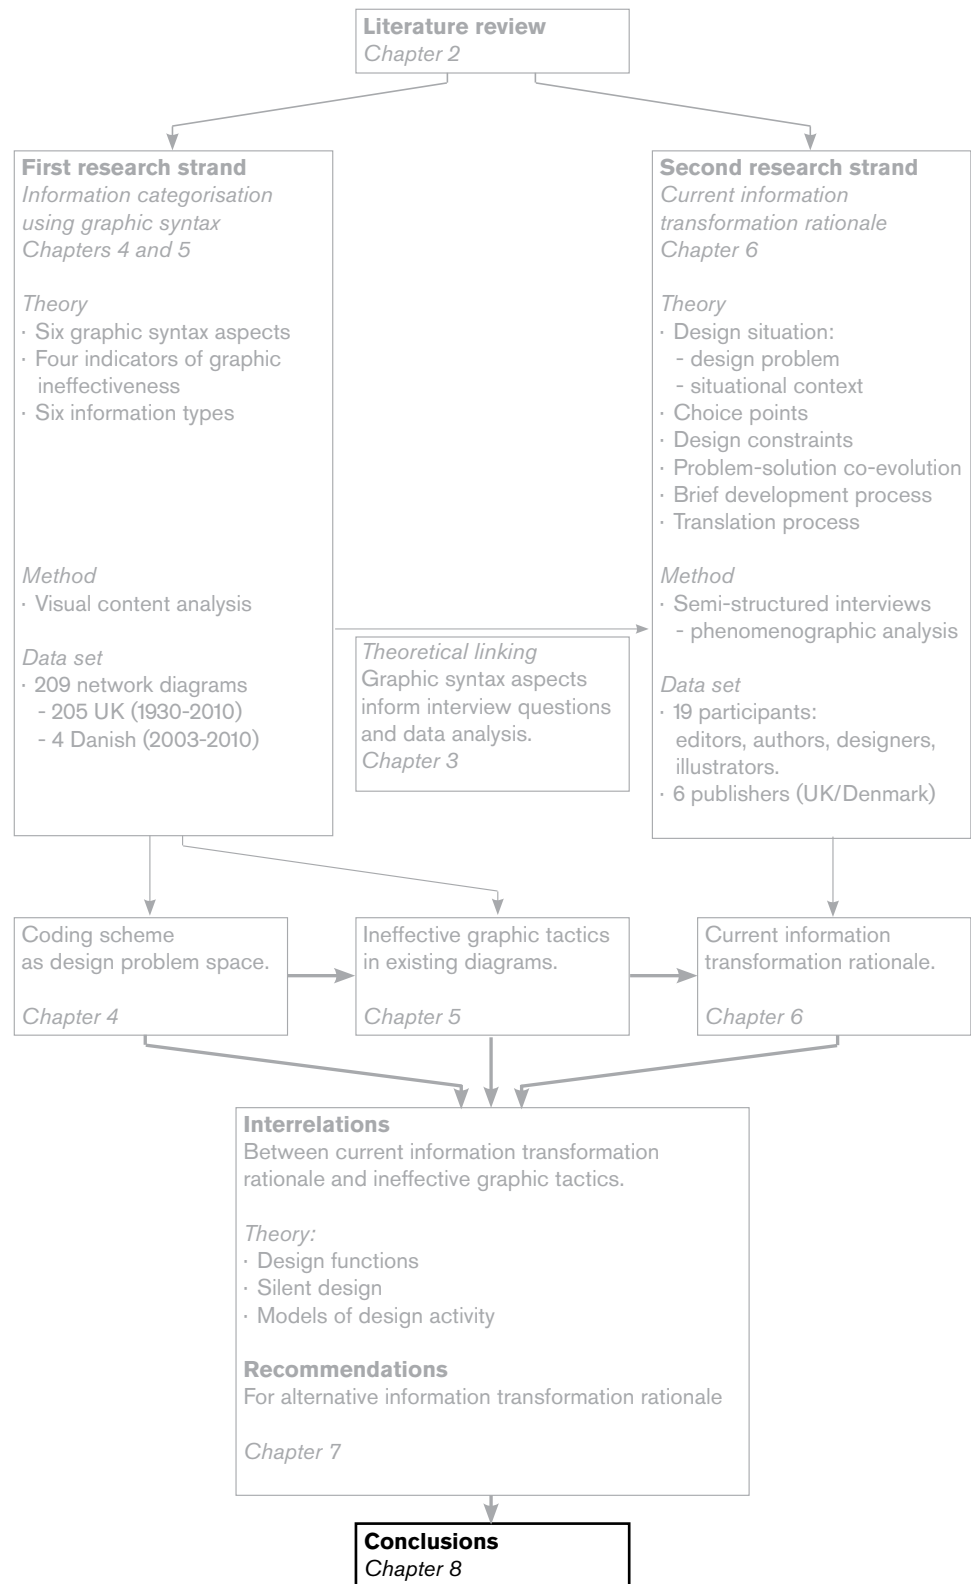 Literature review
Chapter 2
First research strand
Information categorisation
using graphic syntax
Chapters 4 and 5
Theory
· Six graphic syntax aspects
· Four indicators of graphic
ineffectiveness
· Six information types
Method
· Visual content analysis
Data set
· 209 network diagrams
- 205 UK (1930-2010)
- 4 Danish (2003-2010)
Theoretical linking
Graphic syntax aspects
inform interview questions
and data analysis.
Chapter 3
Second research strand
Current information
transformation rationale
Chapter 6
Theory
· Design situation:
- design problem
- situational context
· Choice points
· Design constraints
· Problem-solution co-evolution
· Brief development process
· Translation process
Method
· Semi-structured interviews
- phenomenographic analysis
Data set
· 19 participants:
editors, authors, designers,
illustrators.
· 6 publishers (UK/Denmark)
Coding scheme
as design problem space.
Chapter 4
Ineffective graphic tactics
in existing diagrams.
Chapter 5
Current information
transformation rationale.
Chapter 6
Interrelations
Between current information transformation
rationale and ineffective graphic tactics.
Theory:
· Design functions
· Silent design
· Models of design activity
Recommendations
For alternative information transformation rationale
Chapter 7
Conclusions
Chapter 8